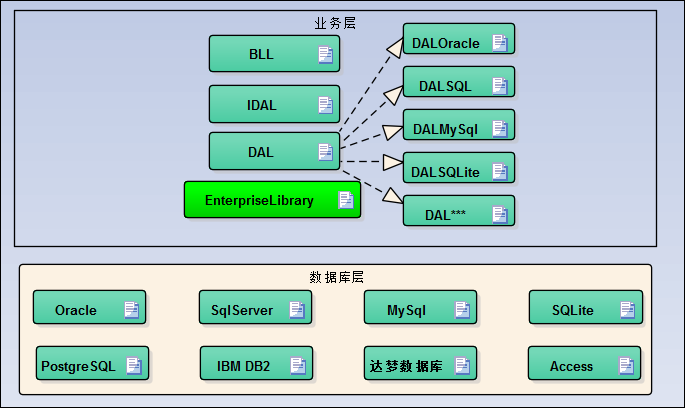 业务层
BLL
IDAL
DAL
EnterpriseLibrary
DALOracle
DALSQL
DALMySql
DALSQLite
DAL***
数据库层
Oracle
SqlServer
MySql
SQLite
PostgreSQL
IBM DB2
达梦数据库
Access